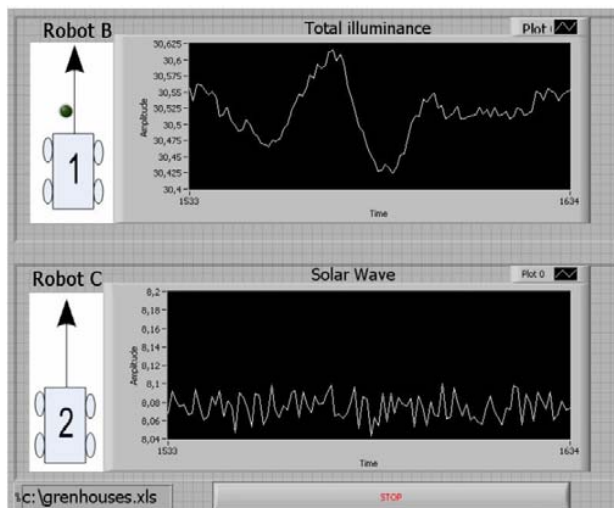 Robot B
Total illuminance
Plot 0
30,625
30,6
30,575
30,55
30,525
30,5
30,475
30,45
30,425
30,4
Amplitude
1533
1634
Time
1
Robot C
Solar Wave
Plot 0
8,2
8,18
8,16
8,14
8,12
8,1
8,08
8,06
8,04
Amplitude
1533
1634
Time
2
c:\grenhouses.xls
STOP